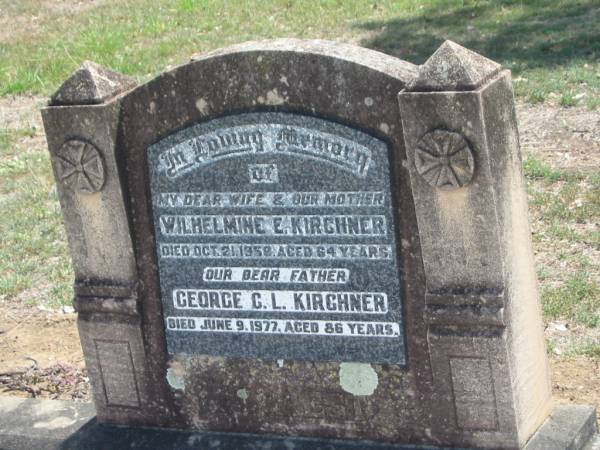 In Loving Memory
of
MY DEAR WIFE & OUR MOTHER
WILHELMINE E. KIRCHNER
DIED OCT. 21. 1958. AGED 64 YEARS
OUR DEAR FATHER
GEORGE C. L. KIRCHNER
DIED JUNE 9. 1977. AGED 86 YEARS.